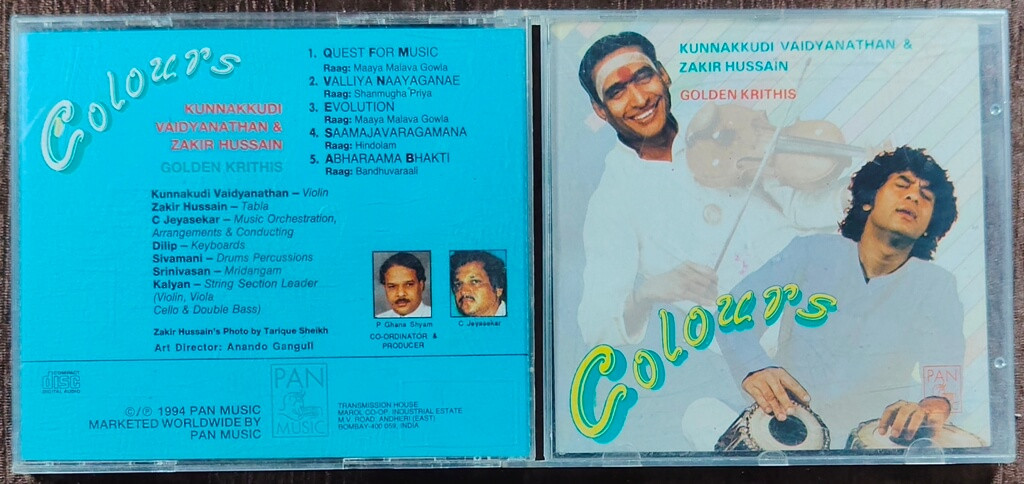 Colours
KUNNAKKUDI
VAIDYANATHAN &
ZAKIR HUSSAIN
GOLDEN KRITHIS
1. QUEST FOR MUSIC
Raag: Maaya Malava Gowla
2. VALLIYA NAAYAGANAE
Raag: Shanmugha Priya
3. EVOLUTION
Raag: Maaya Malava Gowla
4. SAAMAJAVARAGAMANA
Raag: Hindolam
5. ABHARAAMA BHAKTI
Raag: Bandhuvaraali
Kunnakudi Vaidyanathan – Violin
Zakir Hussain – Tabla
C Jeyasekar – Music Orchestration,
Arrangements & Conducting
Dilip – Keyboards
Sivamani – Drums Percussions
Srinivasan – Mridangam
Kalyan – String Section Leader
(Violin, Viola
Cello & Double Bass)
Zakir Hussain's Photo by Tarique Sheikh
Art Director: Anando Ganguli
P Ghana Shyam
CO-ORDINATOR &
PRODUCER
C Jeyasekar
COMPACT
disc
DIGITAL AUDIO
©/℗ 1994 PAN MUSIC
MARKETED WORLDWIDE BY
PAN MUSIC
PAN
MUSIC
TRANSMISSION HOUSE
MAROL CO-OP. INDUSTRIAL ESTATE
M.V. ROAD, ANDHERI (EAST)
BOMBAY-400 059, INDIA
KUNNAKKUDI VAIDYANATHAN &
ZAKIR HUSSAIN
GOLDEN KRITHIS
Colours
PAN
MUSIC